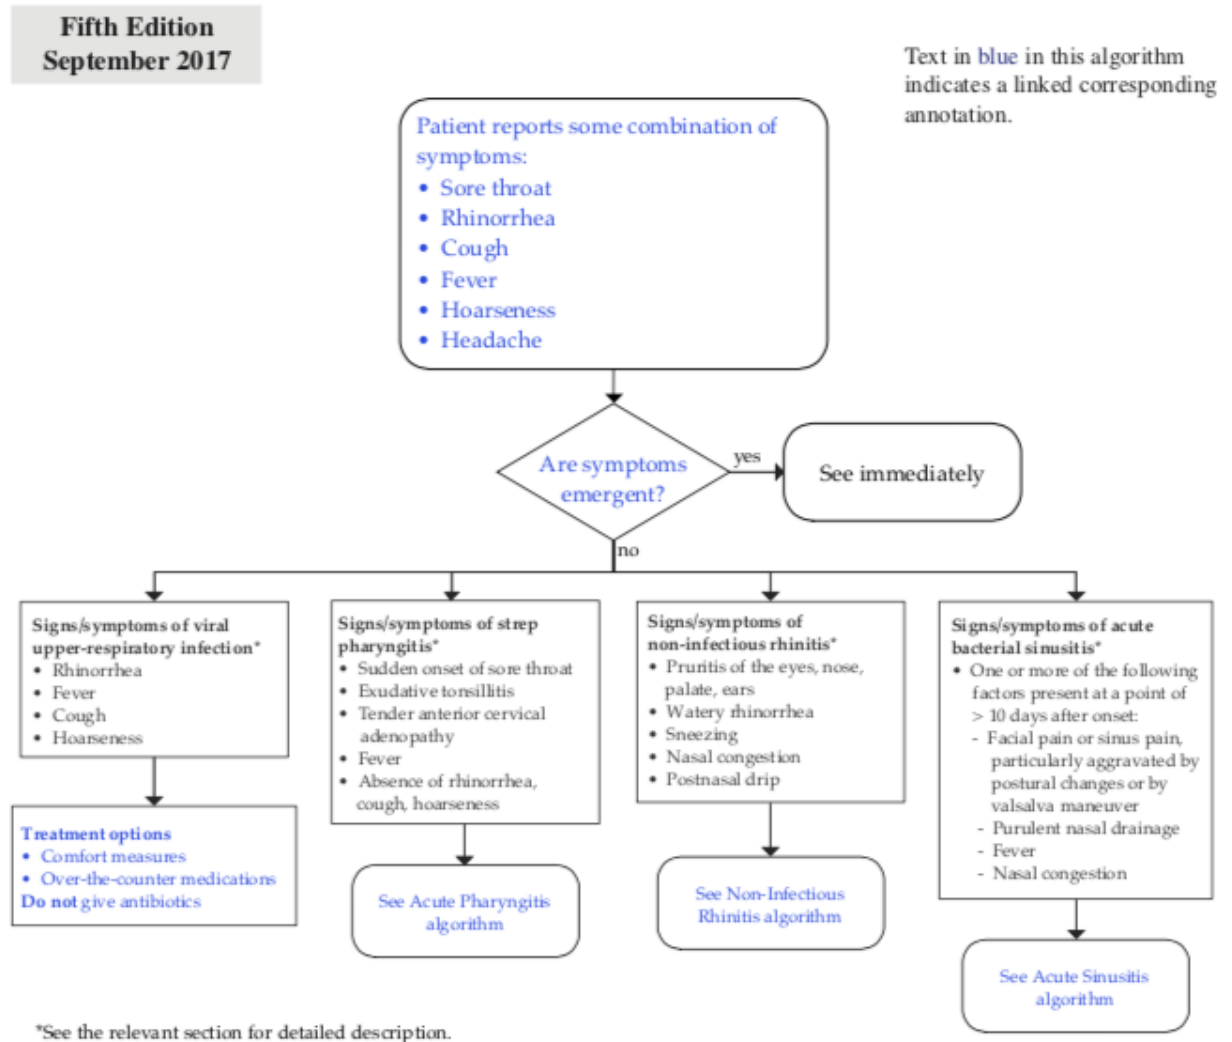 Fifth Edition
September 2017
Text in blue in this algorithm
indicates a linked corresponding
annotation.
Patient reports some combination of
symptoms:
• Sore throat
• Rhinorrhea
• Cough
• Fever
• Hoarseness
• Headache
Are symptoms
emergent?
yes
See immediately
no
Signs/symptoms of viral
upper-respiratory infection*
• Rhinorrhea
• Fever
• Cough
• Hoarseness
Treatment options
• Comfort measures
• Over-the-counter medications
Do not give antibiotics
Signs/symptoms of strep
pharyngitis*
• Sudden onset of sore throat
• Exudative tonsillitis
• Tender anterior cervical
adenopathy
• Fever
• Absence of rhinorrhea,
cough, hoarseness
See Acute Pharyngitis
algorithm
Signs/symptoms of
non-infectious rhinitis*
• Pruritis of the eyes, nose,
palate, ears
• Watery rhinorrhea
• Sneezing
• Nasal congestion
• Postnasal drip
See Non-Infectious
Rhinitis algorithm
Signs/symptoms of acute
bacterial sinusitis*
• One or more of the following
factors present at a point of
> 10 days after onset:
- Facial pain or sinus pain,
particularly aggravated by
postural changes or by
valsalva maneuver
- Purulent nasal drainage
- Fever
- Nasal congestion
See Acute Sinusitis
algorithm
*See the relevant section for detailed description.